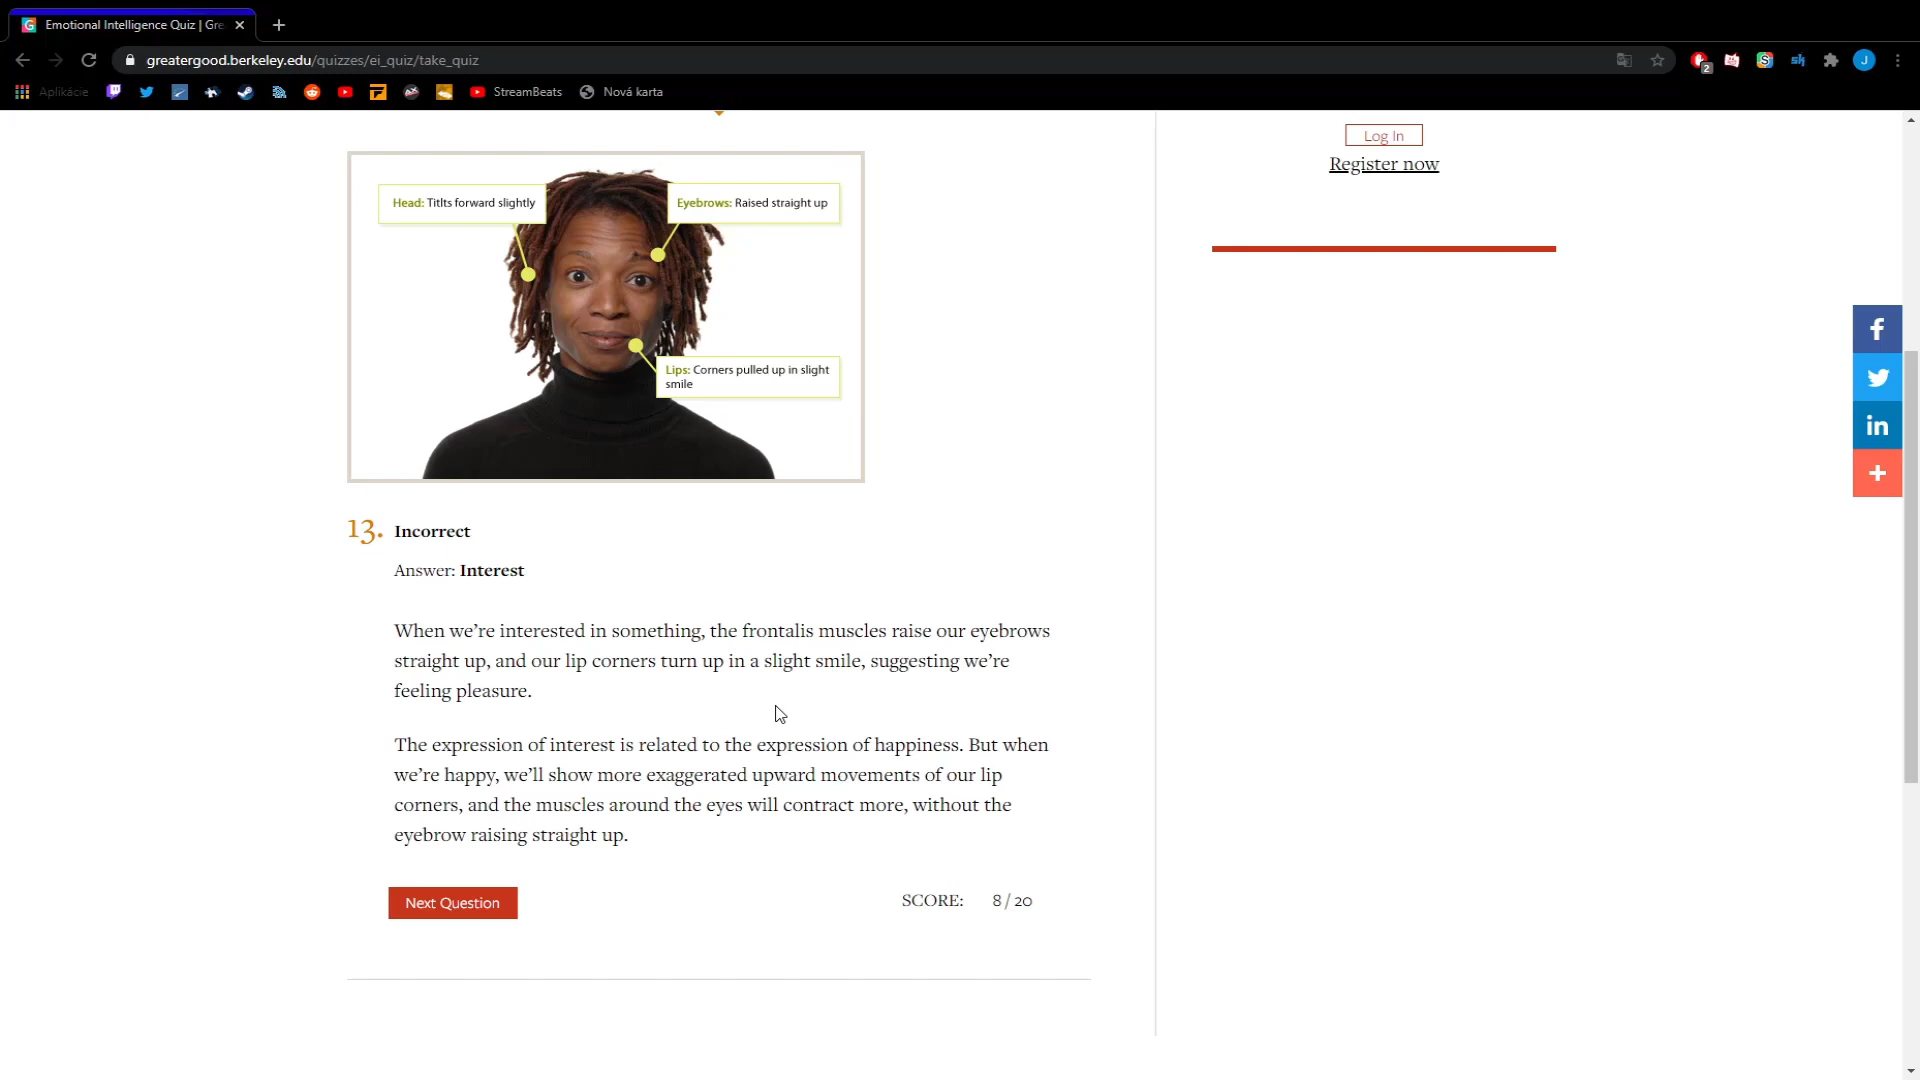 Emotional Intelligence Quiz | Gre
greatergood.berkeley.edu/quizzes/ei_quiz/take_quiz
2
J
Aplikácie
StreamBeats
Nová karta
Log In
Register now
Head: Titlts forward slightly
Eyebrows: Raised straight up
Lips: Corners pulled up in slight
smile
13. Incorrect
Answer: Interest
When we're interested in something, the frontalis muscles raise our eyebrows
straight up, and our lip corners turn up in a slight smile, suggesting we're
feeling pleasure.
The expression of interest is related to the expression of happiness. But when
we're happy, we'll show more exaggerated upward movements of our lip
corners, and the muscles around the eyes will contract more, without the
eyebrow raising straight up.
Next Question
SCORE: 8 / 20